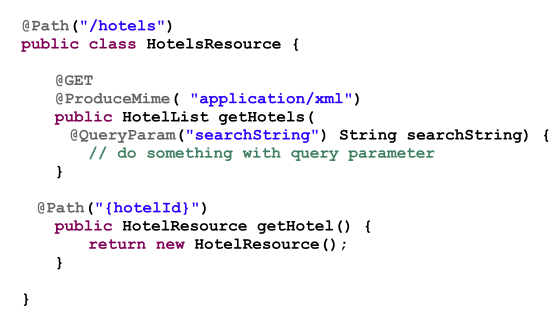 @Path("/hotels")
public class HotelsResource {
@GET
@ProduceMime( "application/xml")
public HotelList getHotels(
@QueryParam("searchString") String searchString) {
// do something with query parameter
}
@Path("{hotelId}")
public HotelResource getHotel() {
return new HotelResource();
}
}